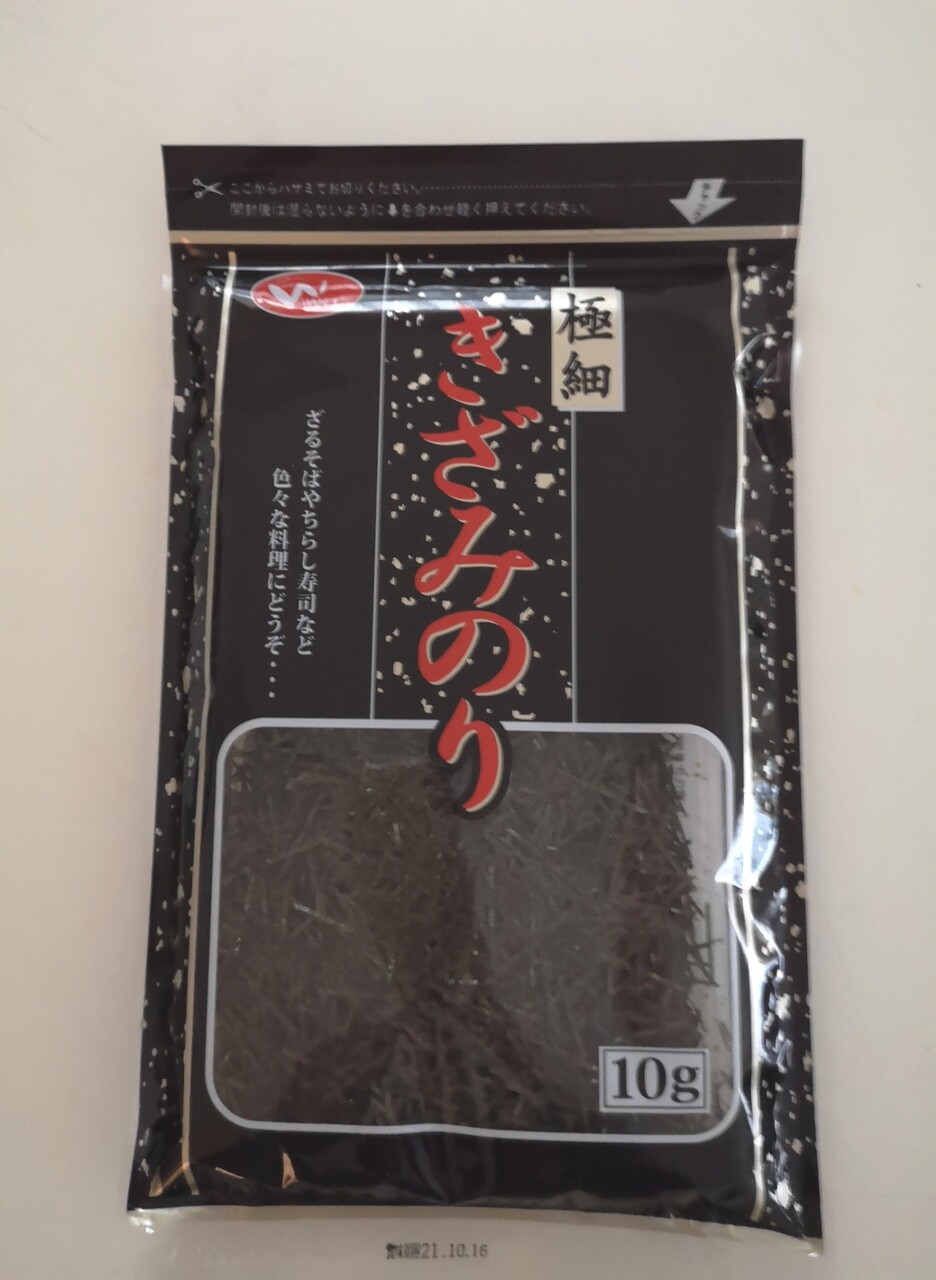 ここからハサミでお切りください。
開封後は湿らないように⬇を合わせ軽く押えてください。
極細
きざみのり
ざるそばやちらし寿司など
色々な料理にどうぞ・・・・
10g
21.10.16